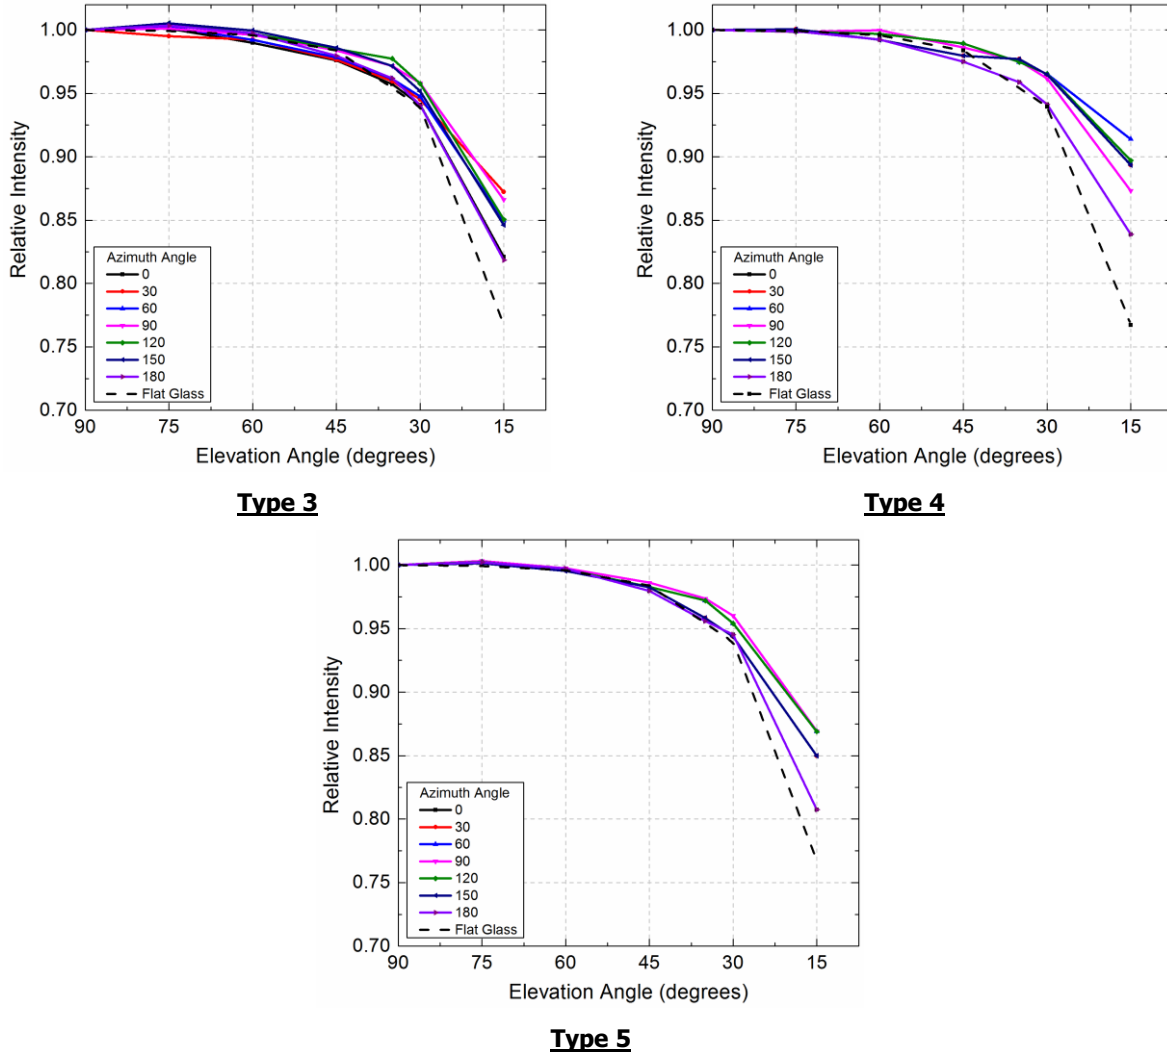 1.00
0.95
0.90
0.85
0.80
0.75
0.70
Relative Intensity
Azimuth Angle
0
30
60
90
120
150
180
Flat Glass
90 75 60 45 30 15
Elevation Angle (degrees)
Type 3
1.00
0.95
0.90
0.85
0.80
0.75
0.70
Relative Intensity
Azimuth Angle
0
30
60
90
120
150
180
Flat Glass
90 75 60 45 30 15
Elevation Angle (degrees)
Type 4
1.00
0.95
0.90
0.85
0.80
0.75
0.70
Relative Intensity
Azimuth Angle
0
30
60
90
120
150
180
Flat Glass
90 75 60 45 30 15
Elevation Angle (degrees)
Type 5